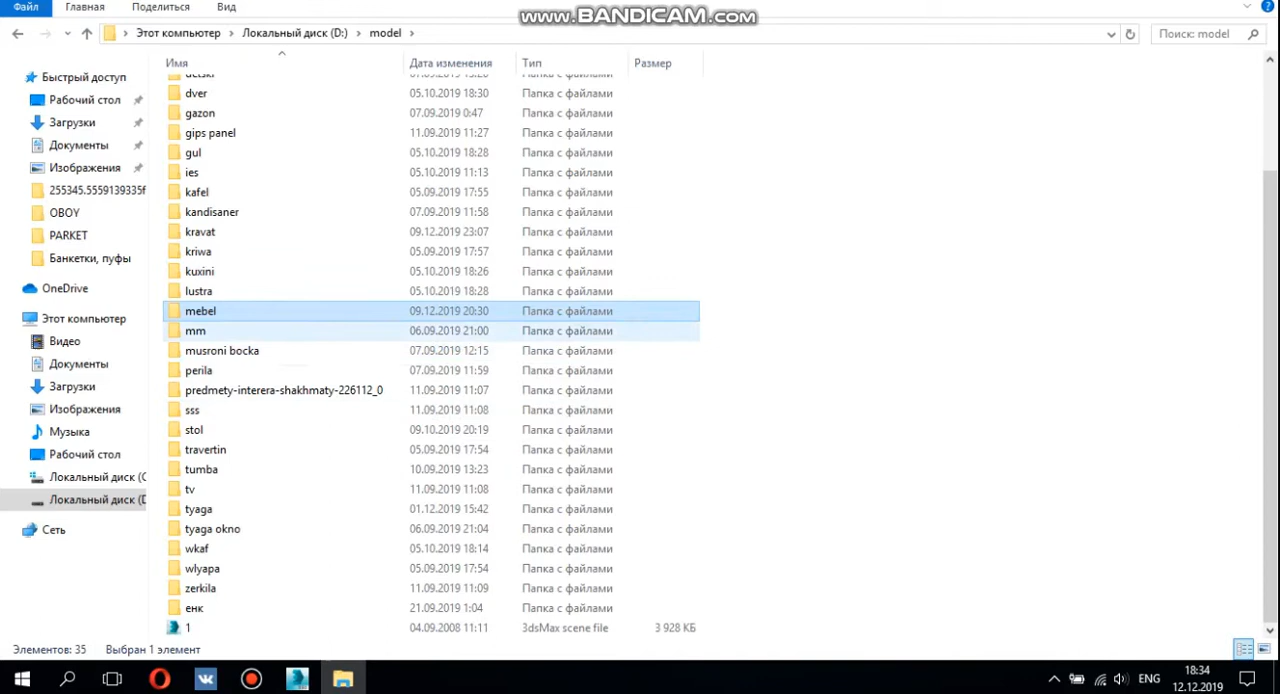 www.BANDICAM.com
Файл Главная Поделиться Вид
Этот компьютер > Локальный диск (D:) > model >
Поиск: model
Имя Дата изменения Тип Размер
Быстрый доступ
Рабочий стол
Загрузки
Документы
Изображения
255345.5559139335f
OBOY
PARKET
Банкетки, пуфы
OneDrive
Этот компьютер
Видео
Документы
Загрузки
Изображения
Музыка
Рабочий стол
Локальный диск (C
Локальный диск (D
Сеть
dver 05.10.2019 18:30 Папка с файлами
gazon 07.09.2019 0:47 Папка с файлами
gips panel 11.09.2019 11:27 Папка с файлами
gul 05.10.2019 18:28 Папка с файлами
ies 05.10.2019 11:13 Папка с файлами
kafel 05.09.2019 17:55 Папка с файлами
kandisaner 07.09.2019 11:58 Папка с файлами
kravat 09.12.2019 23:07 Папка с файлами
kriwa 05.09.2019 17:57 Папка с файлами
kuxini 05.10.2019 18:26 Папка с файлами
lustra 05.10.2019 18:28 Папка с файлами
mebel 09.12.2019 20:30 Папка с файлами
mm 06.09.2019 21:00 Папка с файлами
musroni bocka 07.09.2019 12:15 Папка с файлами
perila 07.09.2019 11:59 Папка с файлами
predmety-interera-shakhmaty-226112_0 11.09.2019 11:07 Папка с файлами
sss 11.09.2019 11:08 Папка с файлами
stol 09.10.2019 20:19 Папка с файлами
travertin 05.09.2019 17:54 Папка с файлами
tumba 10.09.2019 13:23 Папка с файлами
tv 11.09.2019 11:08 Папка с файлами
tyaga 01.12.2019 15:42 Папка с файлами
tyaga okno 06.09.2019 21:04 Папка с файлами
wkaf 05.10.2019 18:14 Папка с файлами
wlyapa 05.09.2019 17:54 Папка с файлами
zerkila 11.09.2019 11:09 Папка с файлами
енк 21.09.2019 1:04 Папка с файлами
1 04.09.2008 11:11 3dsMax scene file 3 928 КБ
Элементов: 35 Выбран 1 элемент
ENG
18:34
12.12.2019